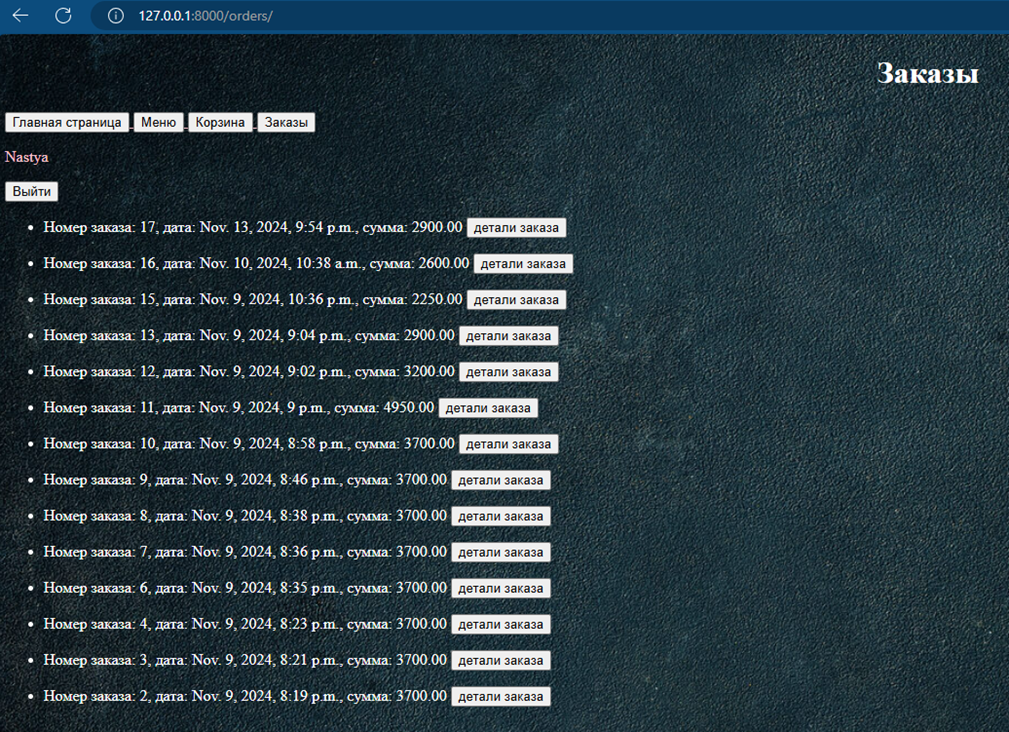 127.0.0.1:8000/orders/
Заказы
Главная страница Меню Корзина Заказы
Nastya
Выйти
Номер заказа: 17, дата: Nov. 13, 2024, 9:54 p.m., сумма: 2900.00 детали заказа
Номер заказа: 16, дата: Nov. 10, 2024, 10:38 a.m., сумма: 2600.00 детали заказа
Номер заказа: 15, дата: Nov. 9, 2024, 10:36 p.m., сумма: 2250.00 детали заказа
Номер заказа: 13, дата: Nov. 9, 2024, 9:04 p.m., сумма: 2900.00 детали заказа
Номер заказа: 12, дата: Nov. 9, 2024, 9:02 p.m., сумма: 3200.00 детали заказа
Номер заказа: 11, дата: Nov. 9, 2024, 9 p.m., сумма: 4950.00 детали заказа
Номер заказа: 10, дата: Nov. 9, 2024, 8:58 p.m., сумма: 3700.00 детали заказа
Номер заказа: 9, дата: Nov. 9, 2024, 8:46 p.m., сумма: 3700.00 детали заказа
Номер заказа: 8, дата: Nov. 9, 2024, 8:38 p.m., сумма: 3700.00 детали заказа
Номер заказа: 7, дата: Nov. 9, 2024, 8:36 p.m., сумма: 3700.00 детали заказа
Номер заказа: 6, дата: Nov. 9, 2024, 8:35 p.m., сумма: 3700.00 детали заказа
Номер заказа: 4, дата: Nov. 9, 2024, 8:23 p.m., сумма: 3700.00 детали заказа
Номер заказа: 3, дата: Nov. 9, 2024, 8:21 p.m., сумма: 3700.00 детали заказа
Номер заказа: 2, дата: Nov. 9, 2024, 8:19 p.m., сумма: 3700.00 детали заказа